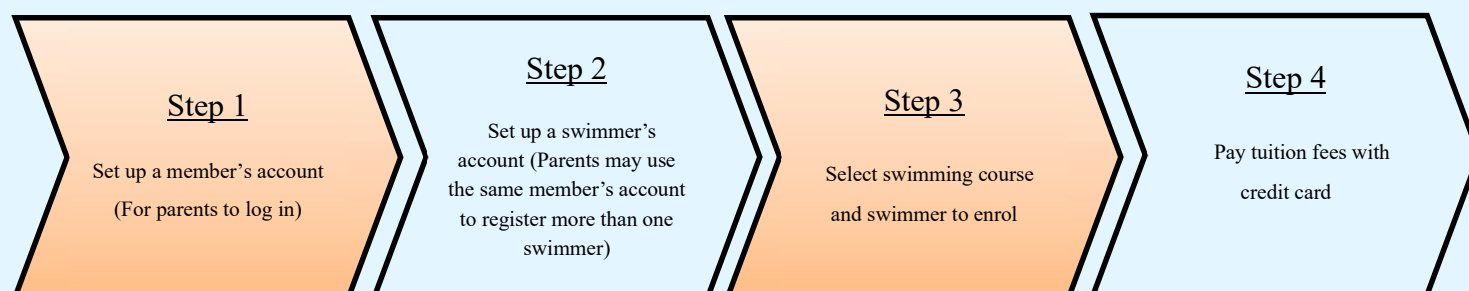 Step 1
Set up a member’s account
(For parents to log in)
Step 2
Set up a swimmer’s
account (Parents may use
the same member’s account
to register more than one
swimmer)
Step 3
Select swimming course
and swimmer to enrol
Step 4
Pay tuition fees with
credit card